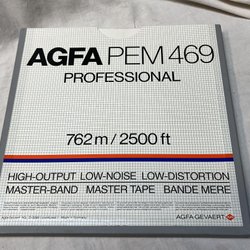 AGFA PEM 469
PROFESSIONAL
762 m / 2500 ft
HIGH-OUTPUT LOW-NOISE LOW-DISTORTION
MASTER-BAND MASTER TAPE BANDE MERE
AGFA-GEVAERT